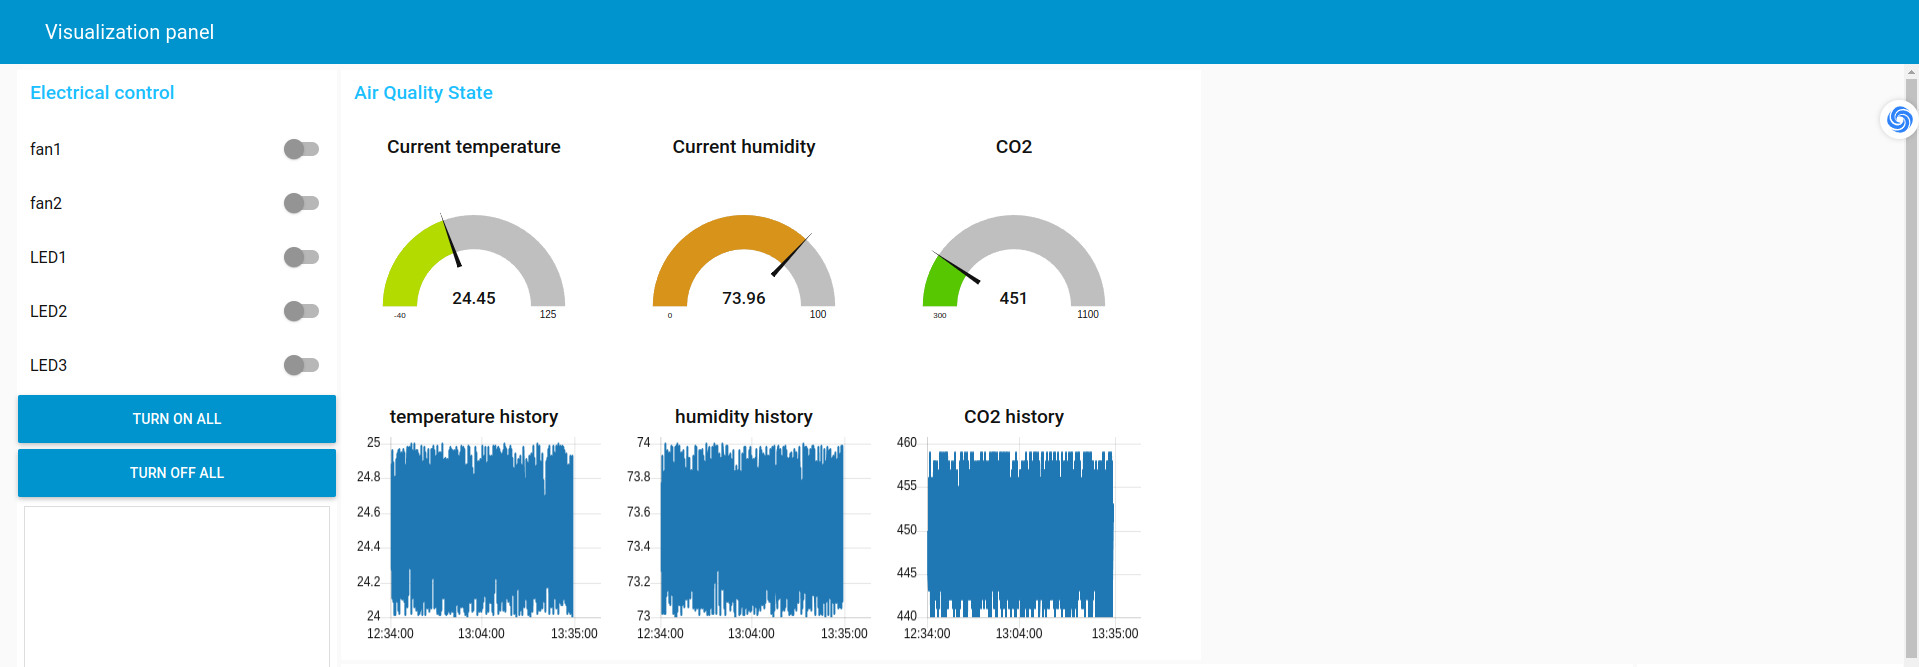 Visualization panel
Electrical control
fan1
fan2
LED1
LED2
LED3
TURN ON ALL
TURN OFF ALL
Air Quality State
Current temperature
24.45
-40
125
Current humidity
73.96
0
100
CO2
451
300
1100
temperature history
25
24.8
24.6
24.4
24.2
24
12:34:00
13:04:00
13:35:00
humidity history
74
73.8
73.6
73.4
73.2
73
12:34:00
13:04:00
13:35:00
CO2 history
460
455
450
445
440
12:34:00
13:04:00
13:35:00